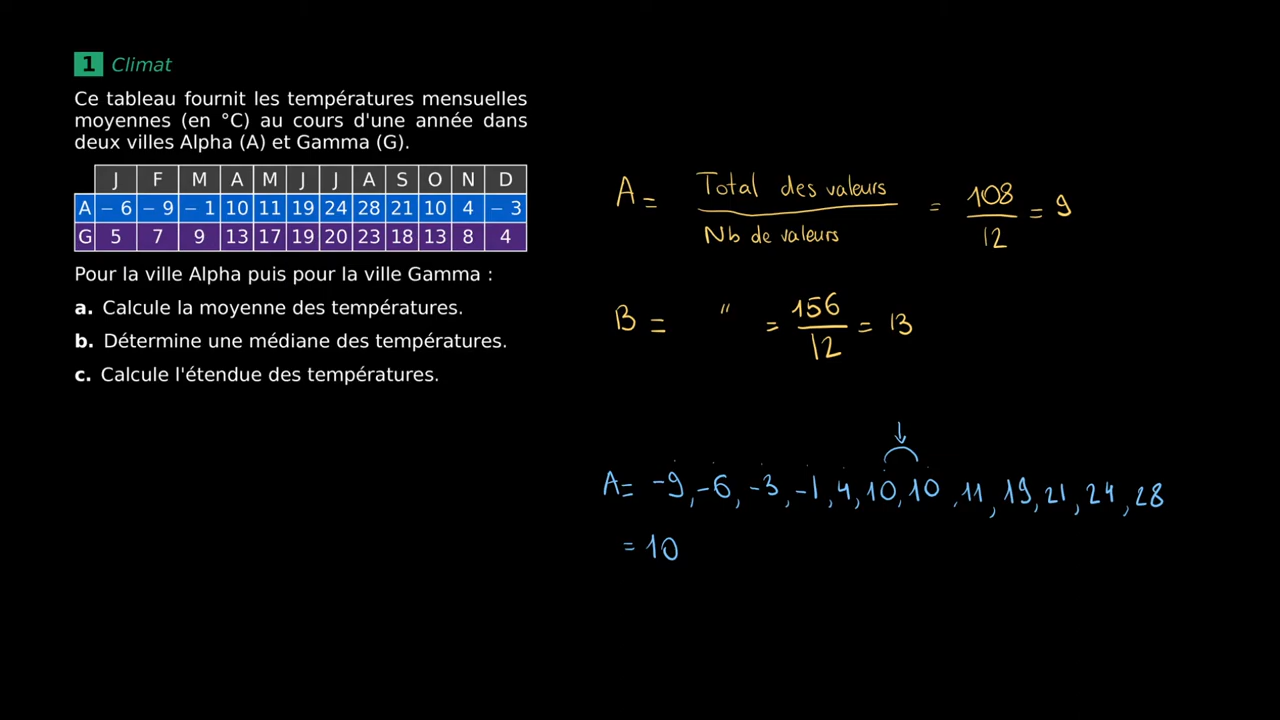 1 Climat
Ce tableau fournit les températures mensuelles
moyennes (en °C) au cours d'une année dans
deux villes Alpha (A) et Gamma (G).
J F M A M J J A S O N D
A − 6 − 9 − 1 10 11 19 24 28 21 10 4 − 3
G 5 7 9 13 17 19 20 23 18 13 8 4
Pour la ville Alpha puis pour la ville Gamma :
a. Calcule la moyenne des températures.
b. Détermine une médiane des températures.
c. Calcule l'étendue des températures.
A = Total des valeurs / Nb de valeurs = 108 / 12 = 9
B = " = 156 / 12 = 13
A = -9, -6, -3, -1, 4, 10, 10, 11, 19, 21, 24, 28
= 10